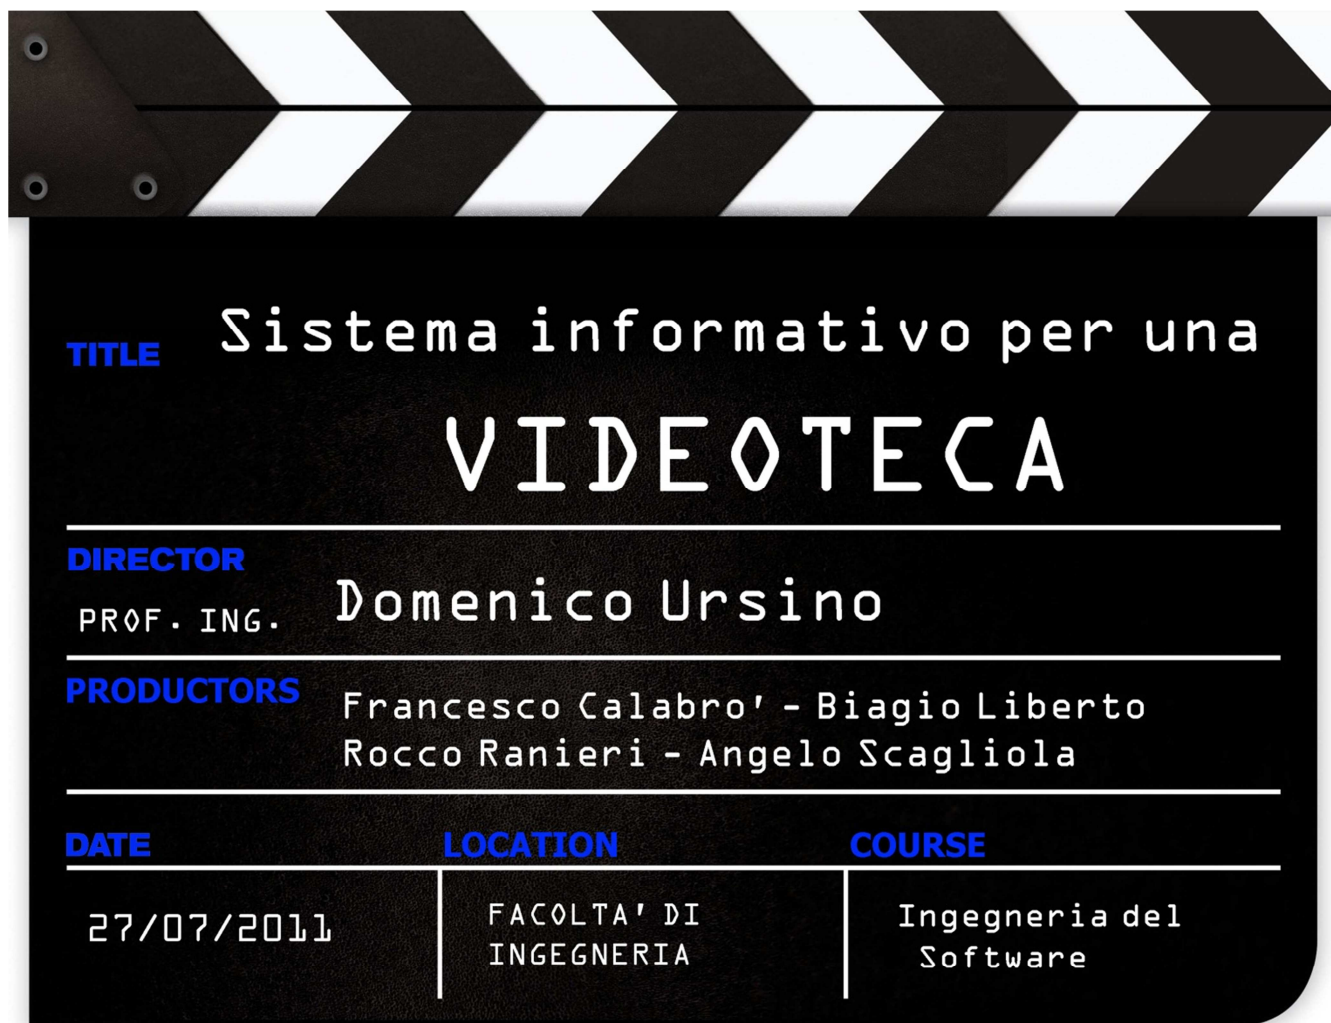 TITLE
Sistema informativo per una
VIDEOTECA
DIRECTOR
PROF. ING. Domenico Ursino
PRODUCTORS
Francesco Calabro' - Biagio Liberto
Rocco Ranieri - Angelo Scagliola
DATE
27/07/2011
LOCATION
FACOLTA' DI
INGEGNERIA
COURSE
Ingegneria del
Software